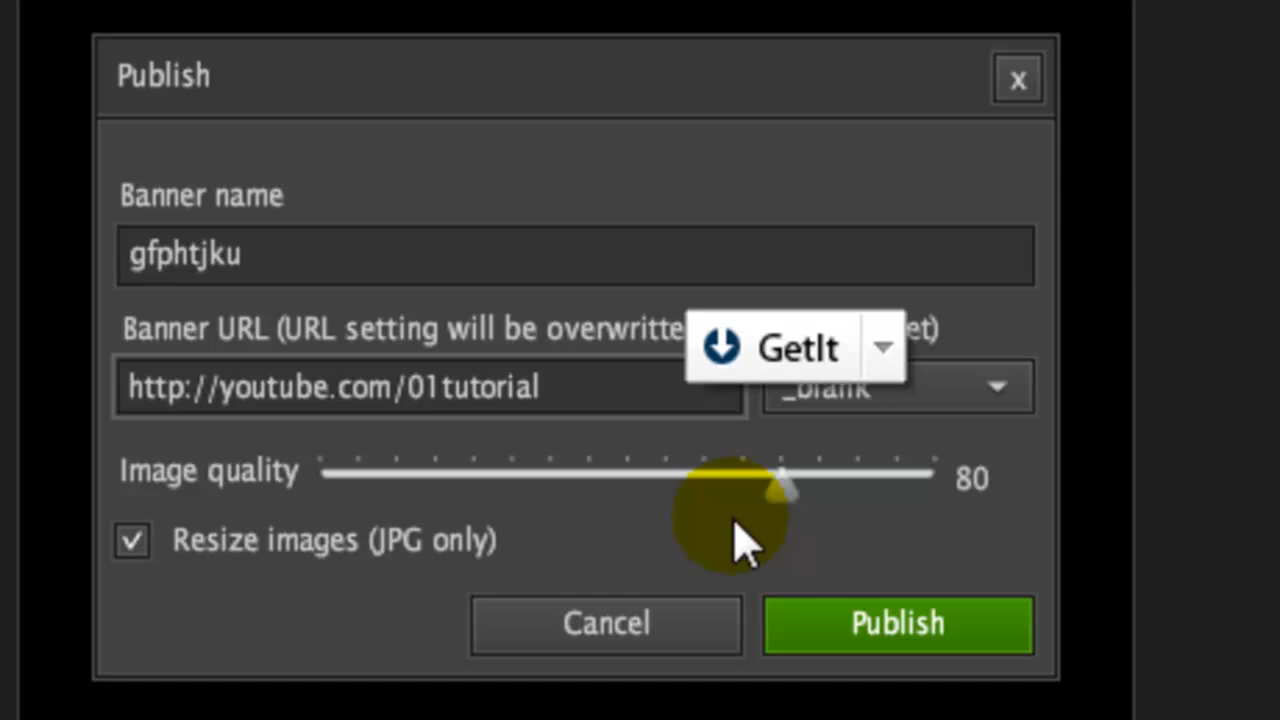 Publish
x
Banner name
gfphtjku
Banner URL (URL setting will be overwritte
GetIt
http://youtube.com/01tutorial
_blank
Image quality
80
Resize images (JPG only)
Cancel
Publish